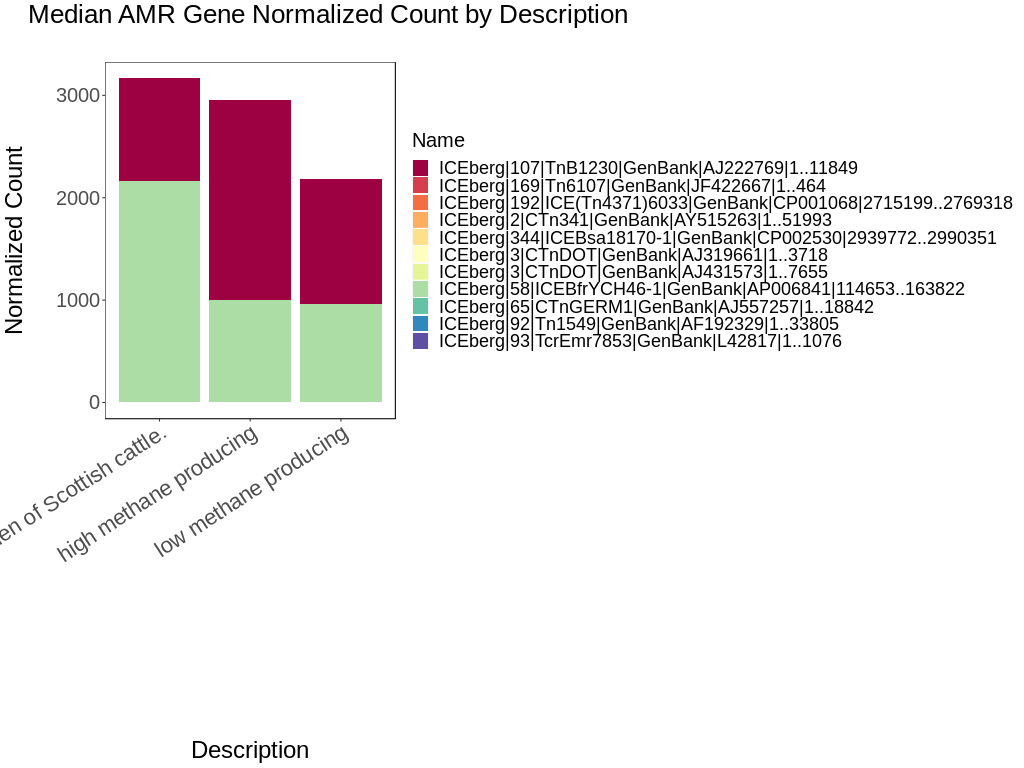 Median AMR Gene Normalized Count by Description
Normalized Count
3000
2000
1000
0
of Scottish cattle.
high methane producing
low methane producing
Description
Name
ICEberg|107|TnB1230|GenBank|AJ222769|1..11849
ICEberg|169|Tn6107|GenBank|JF422667|1..464
ICEberg|192|ICE(Tn4371)6033|GenBank|CP001068|2715199..2769318
ICEberg|2|CTn341|GenBank|AY515263|1..51993
ICEberg|344|ICEBsa18170-1|GenBank|CP002530|2939772..2990351
ICEberg|3|CTnDOT|GenBank|AJ319661|1..3718
ICEberg|3|CTnDOT|GenBank|AJ431573|1..7655
ICEberg|58|ICEBfrYCH46-1|GenBank|AP006841|114653..163822
ICEberg|65|CTnGERM1|GenBank|AJ557257|1..18842
ICEberg|92|Tn1549|GenBank|AF192329|1..33805
ICEberg|93|TcrEmr7853|GenBank|L42817|1..1076